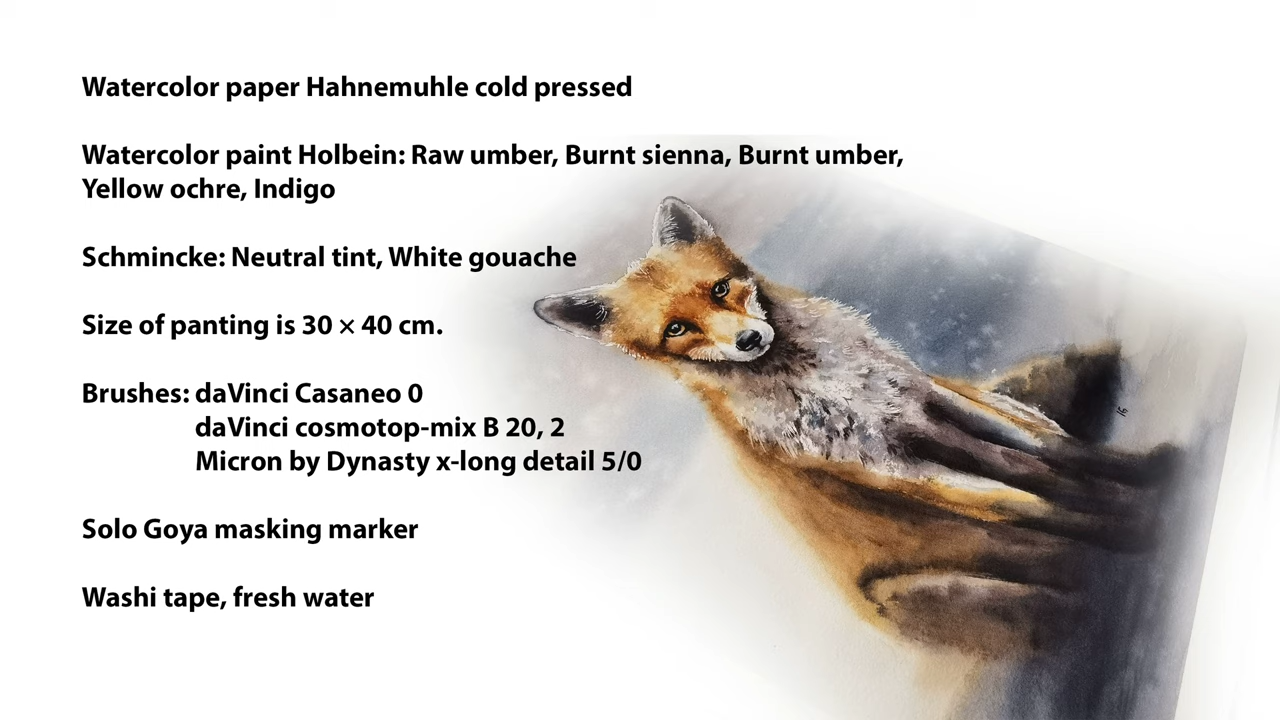 Watercolor paper Hahnemuhle cold pressed
Watercolor paint Holbein: Raw umber, Burnt sienna, Burnt umber,
Yellow ochre, Indigo
Schmincke: Neutral tint, White gouache
Size of panting is 30 × 40 cm.
Brushes: daVinci Casaneo 0
daVinci cosmotop-mix B 20, 2
Micron by Dynasty x-long detail 5/0
Solo Goya masking marker
Washi tape, fresh water